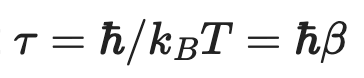 τ = ℏ/k_BT = ℏβ